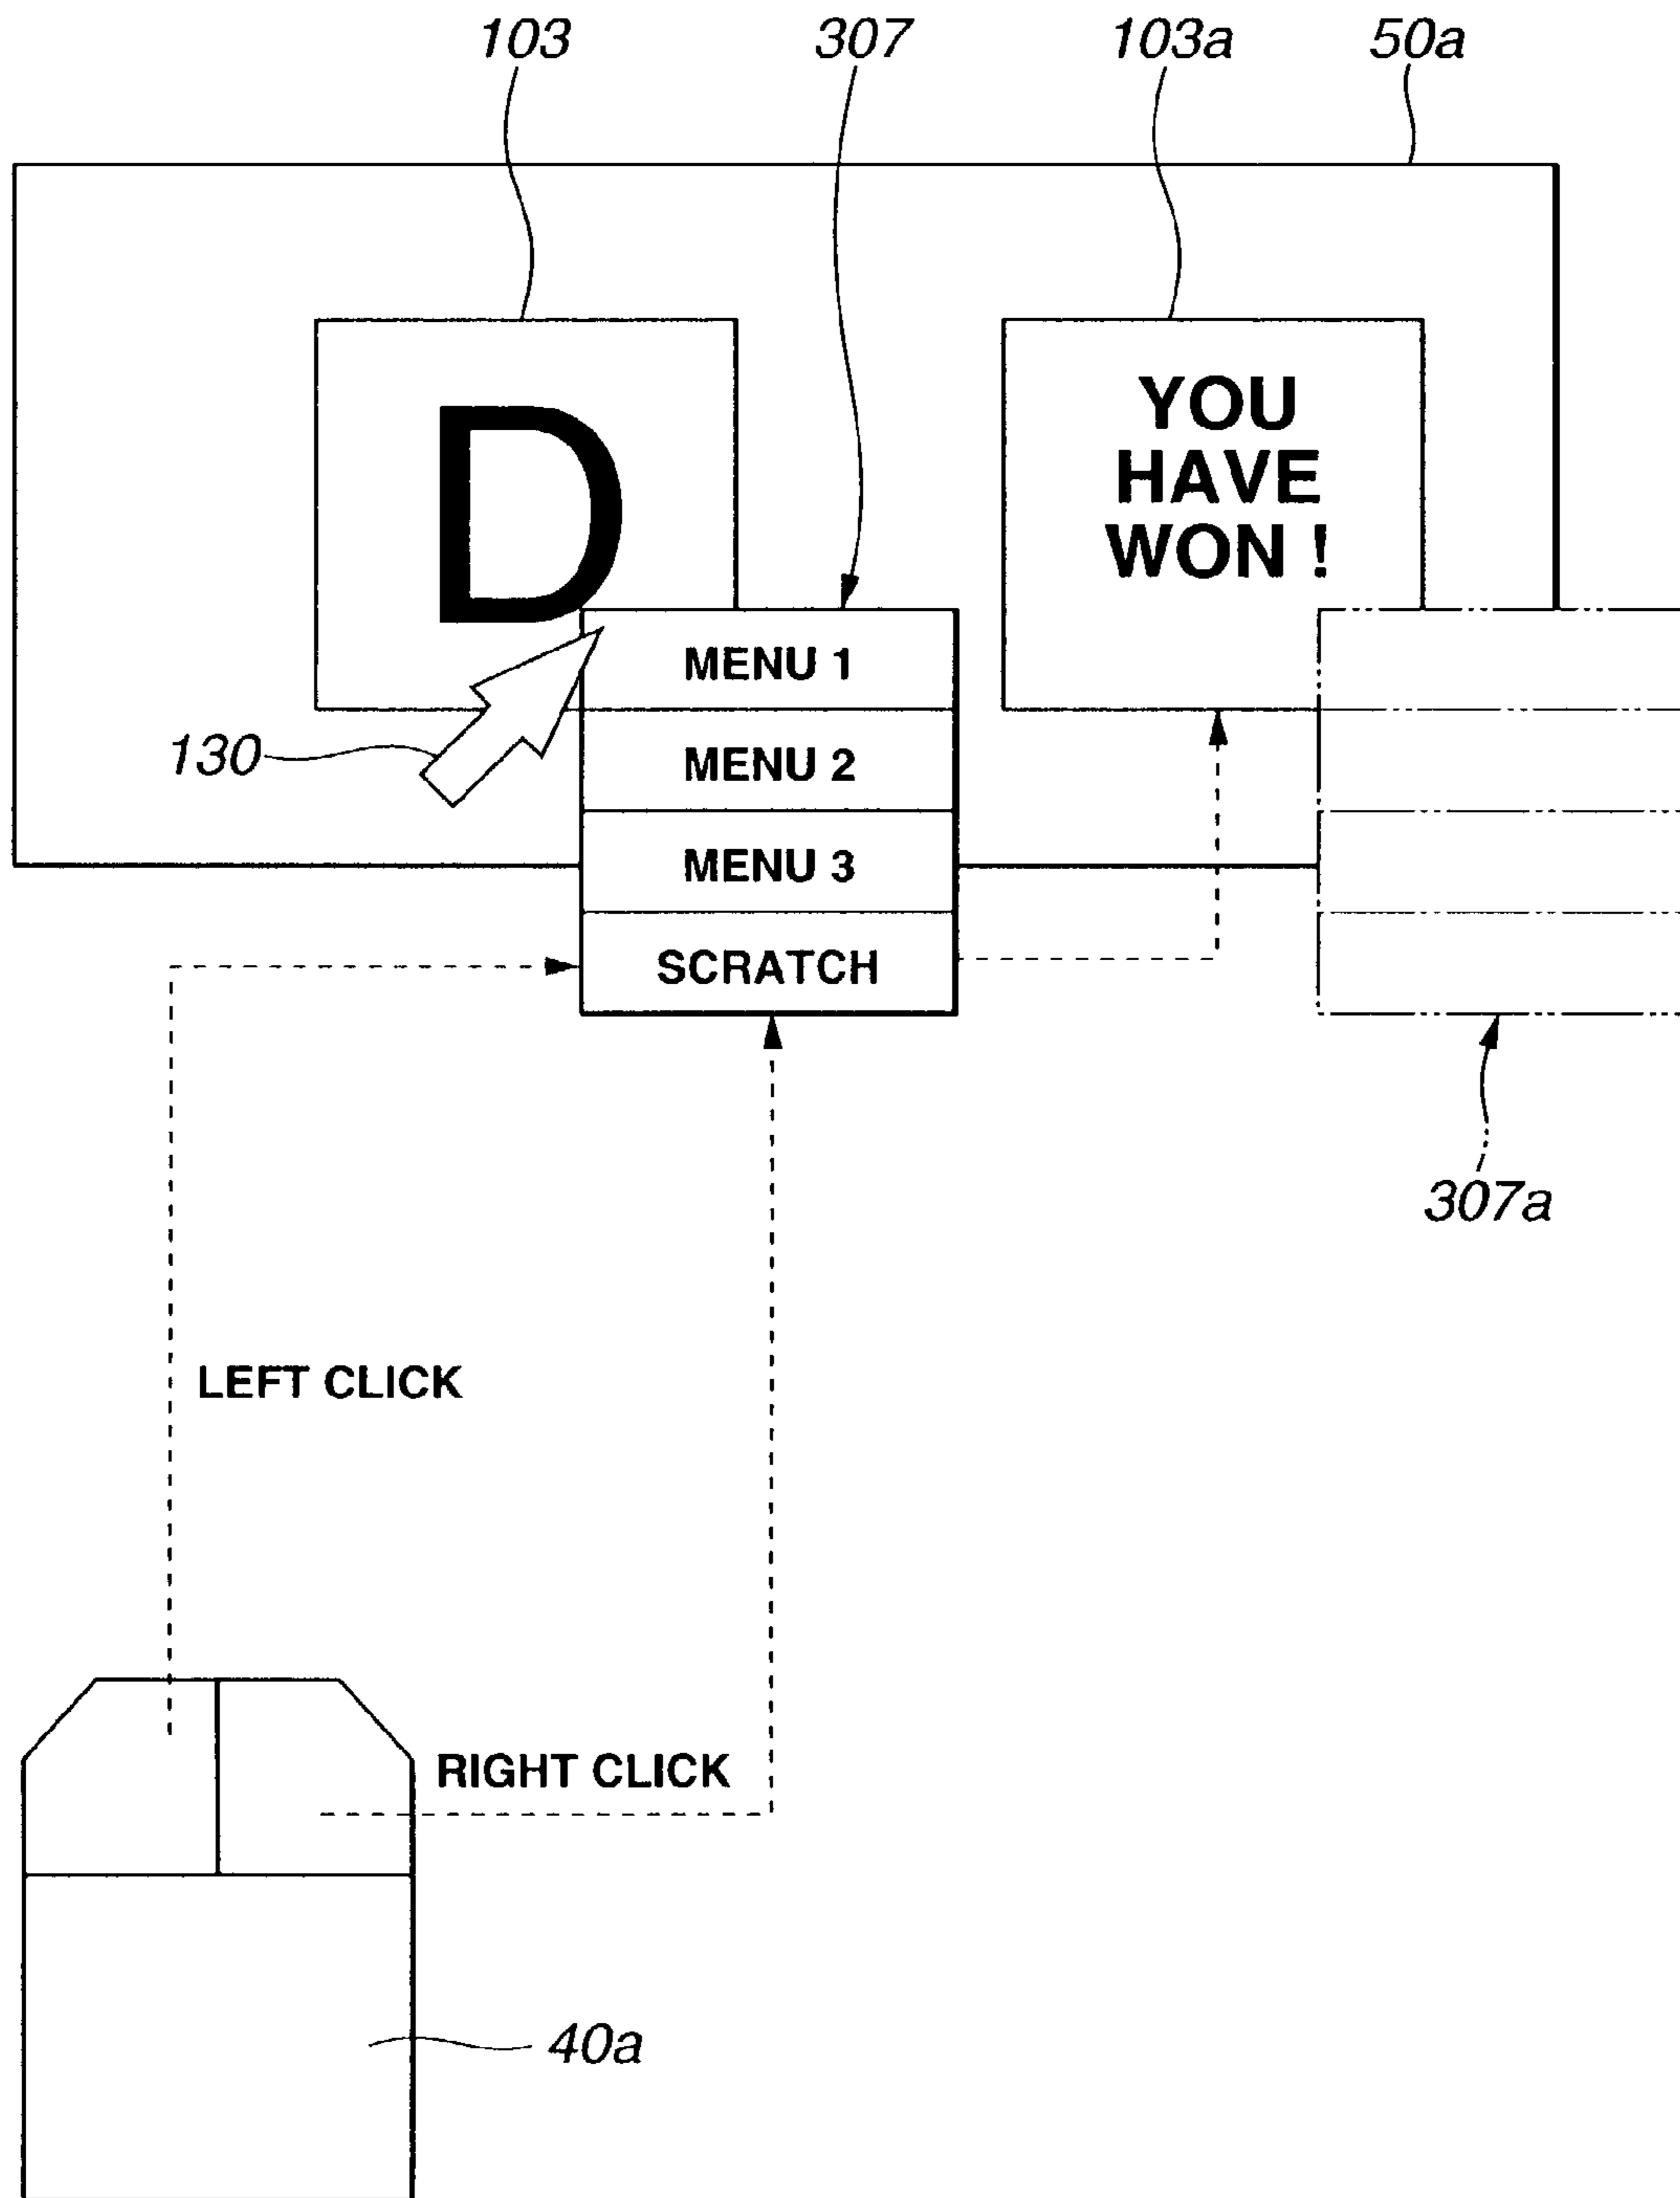 103 307 103a 50a
D
YOU
HAVE
WON !
MENU 1
130
MENU 2
MENU 3
SCRATCH
307a
LEFT CLICK
RIGHT CLICK
40a